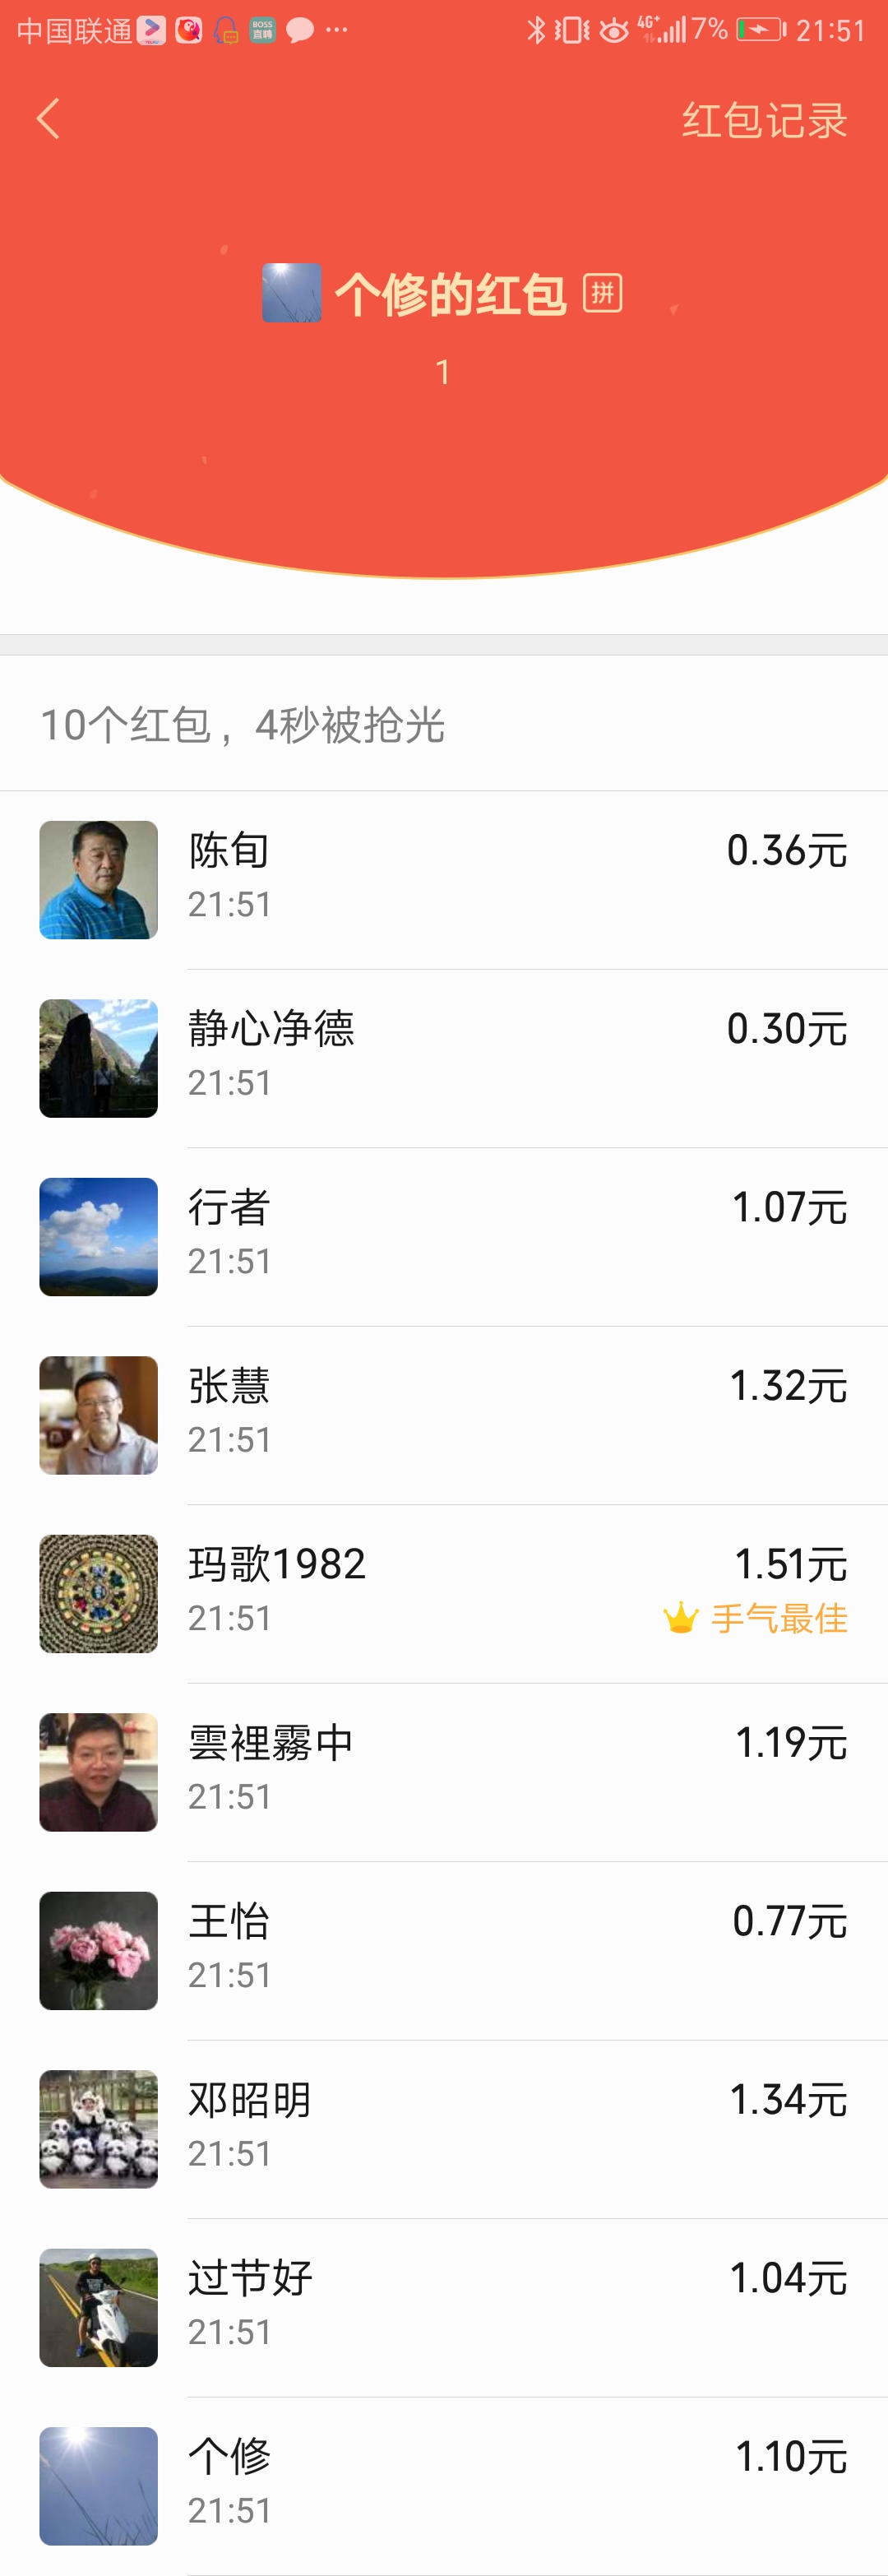 中国联通 BOSS 直聘 ... 4G+ 7% 21:51
红包记录
个修的红包 拼
1
10个红包，4秒被抢光
陈旬 0.36元
21:51
静心净德 0.30元
21:51
行者 1.07元
21:51
张慧 1.32元
21:51
玛歌1982 1.51元
21:51 手气最佳
雲裡霧中 1.19元
21:51
王怡 0.77元
21:51
邓昭明 1.34元
21:51
过节好 1.04元
21:51
个修 1.10元
21:51